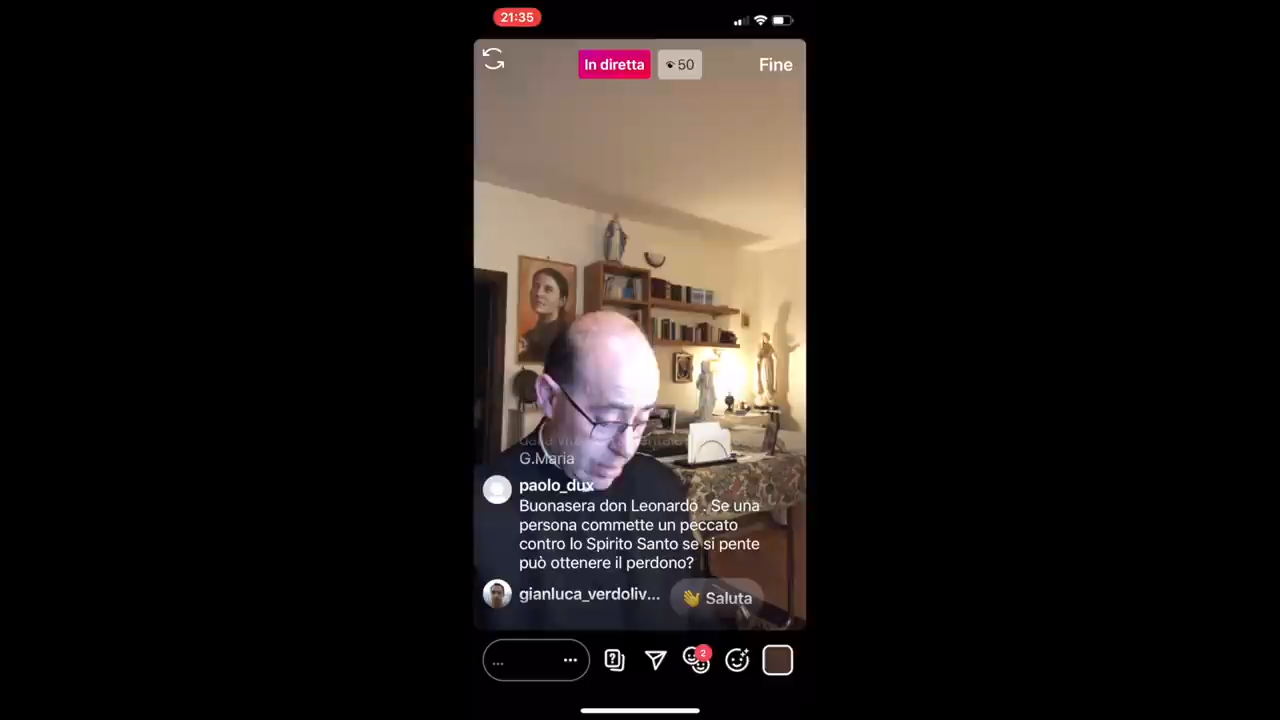 21:35
In diretta
50
Fine
G.Maria
paolo_dux
Buonasera don Leonardo . Se una
persona commette un peccato
contro lo Spirito Santo se si pente
può ottenere il perdono?
gianluca_verdoliv...
👋 Saluta
...
2